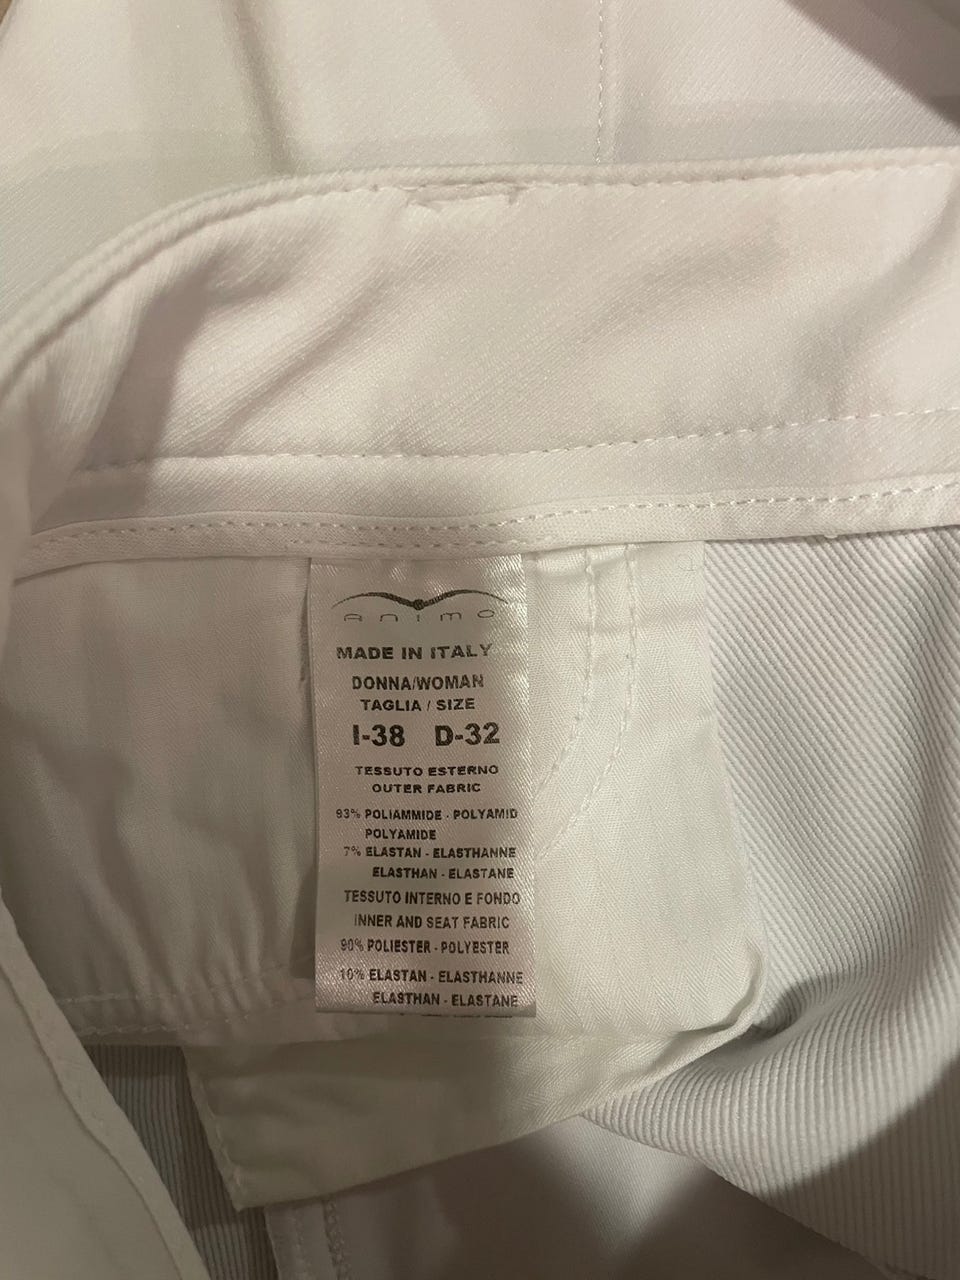 Animo
MADE IN ITALY
DONNA/WOMAN
TAGLIA / SIZE
I-38 D-32
TESSUTO ESTERNO
OUTER FABRIC
93% POLIAMMIDE - POLYAMID
POLYAMIDE
7% ELASTAN - ELASTHANNE
ELASTHAN - ELASTANE
TESSUTO INTERNO E FONDO
INNER AND SEAT FABRIC
90% POLIESTER - POLYESTER
10% ELASTAN - ELASTHANNE
ELASTHAN - ELASTANE